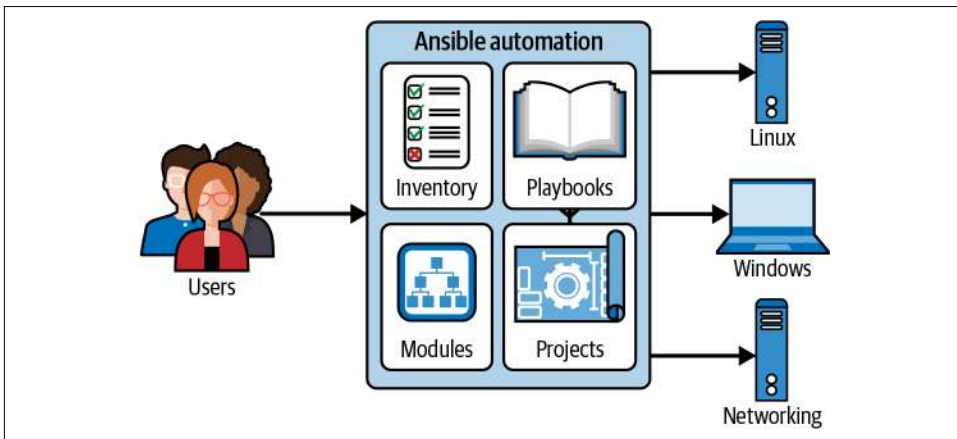 Ansible automation
Inventory
Playbooks
Modules
Projects
Users
Linux
Windows
Networking